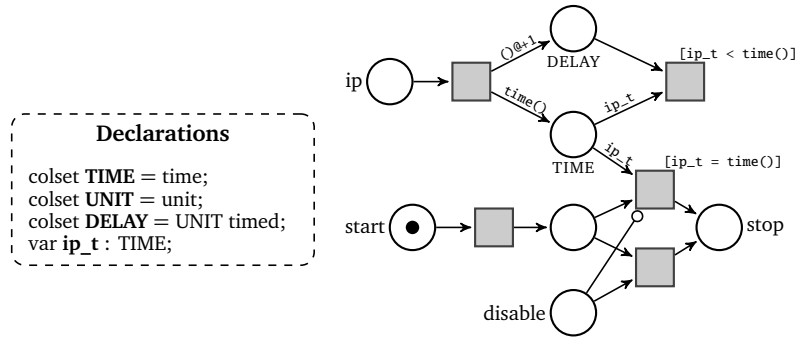 Declarations
colset TIME = time;
colset UNIT = unit;
colset DELAY = UNIT timed;
var ip_t : TIME;
ip
()@+1
DELAY
[ip_t < time()]
time()
ip_t
TIME
ip_t
[ip_t = time()]
start
stop
disable